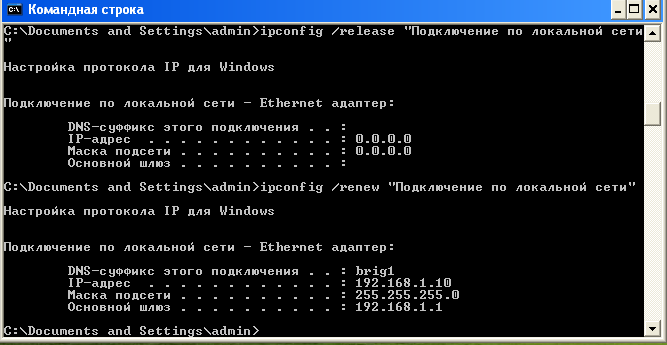 Командная строка
C:\Documents and Settings\admin>ipconfig /release "Подключение по локальной сети
"
Настройка протокола IP для Windows
Подключение по локальной сети - Ethernet адаптер:
DNS-суффикс этого подключения . . :
IP-адрес . . . . . . . . . . . . : 0.0.0.0
Маска подсети . . . . . . . . . . : 0.0.0.0
Основной шлюз . . . . . . . . . . :
C:\Documents and Settings\admin>ipconfig /renew "Подключение по локальной сети"
Настройка протокола IP для Windows
Подключение по локальной сети - Ethernet адаптер:
DNS-суффикс этого подключения . . : brig1
IP-адрес . . . . . . . . . . . . : 192.168.1.10
Маска подсети . . . . . . . . . . : 255.255.255.0
Основной шлюз . . . . . . . . . . : 192.168.1.1
C:\Documents and Settings\admin>